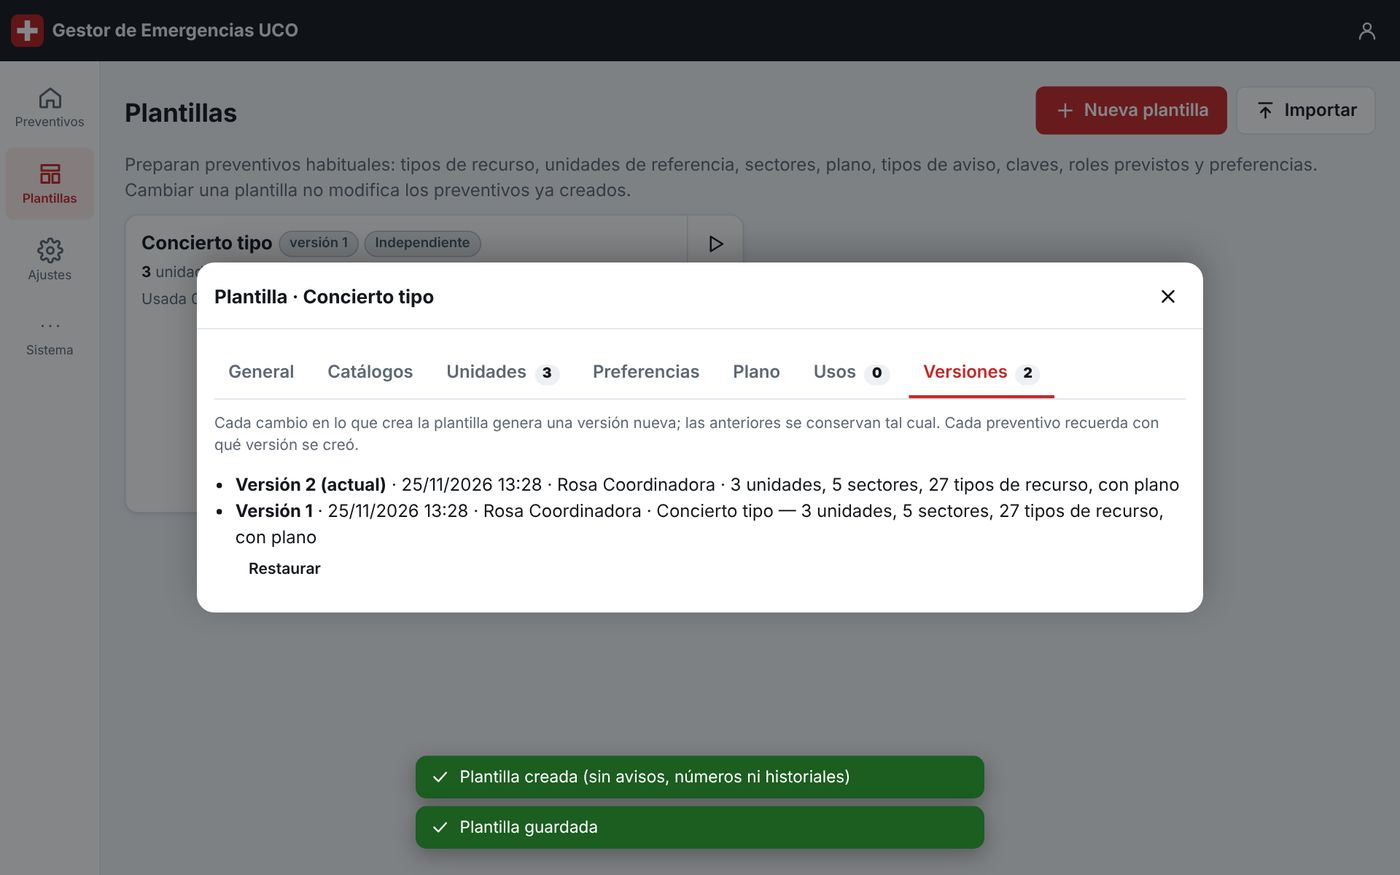 Gestor de Emergencias UCO
Preventivos
Plantillas
Ajustes
...
Sistema
Plantillas
Nueva plantilla
Importar
Preparan preventivos habituales: tipos de recurso, unidades de referencia, sectores, plano, tipos de aviso, claves, roles previstos y preferencias.
Cambiar una plantilla no modifica los preventivos ya creados.
Concierto tipo versión 1 Independiente
3
Usada
Plantilla · Concierto tipo
General Catálogos Unidades 3 Preferencias Plano Usos 0 Versiones 2
Cada cambio en lo que crea la plantilla genera una versión nueva; las anteriores se conservan tal cual. Cada preventivo recuerda con
qué versión se creó.
• Versión 2 (actual) · 25/11/2026 13:28 · Rosa Coordinadora · 3 unidades, 5 sectores, 27 tipos de recurso, con plano
• Versión 1 · 25/11/2026 13:28 · Rosa Coordinadora · Concierto tipo — 3 unidades, 5 sectores, 27 tipos de recurso,
con plano
Restaurar
Plantilla creada (sin avisos, números ni historiales)
Plantilla guardada